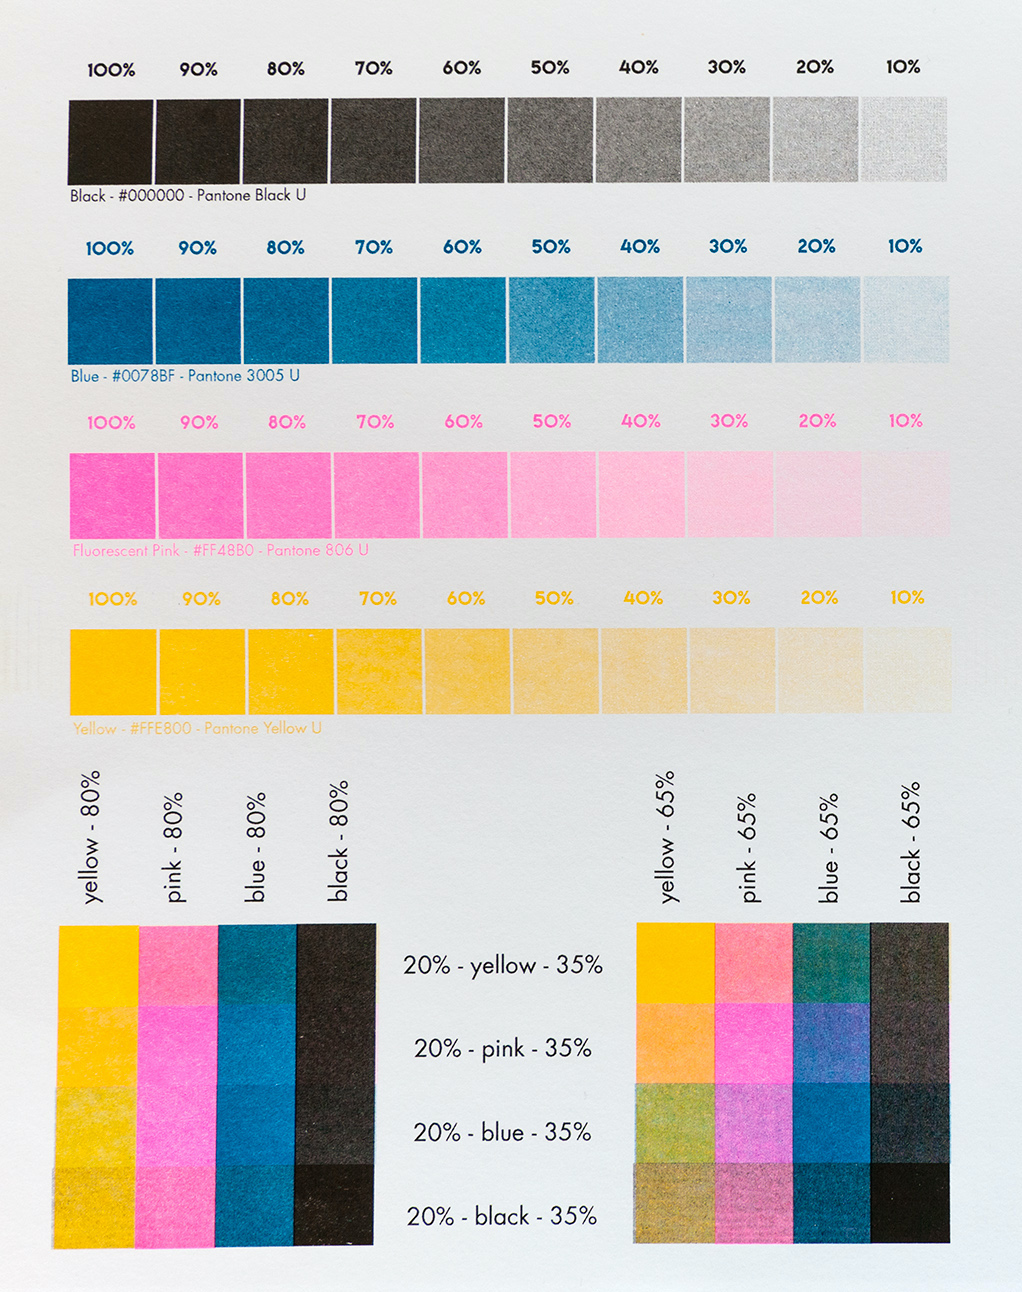 100% 90% 80% 70% 60% 50% 40% 30% 20% 10%
Black - #000000 - Pantone Black U
100% 90% 80% 70% 60% 50% 40% 30% 20% 10%
Blue - #0078BF - Pantone 3005 U
100% 90% 80% 70% 60% 50% 40% 30% 20% 10%
Fluorescent Pink - #FF48B0 - Pantone 806 U
100% 90% 80% 70% 60% 50% 40% 30% 20% 10%
Yellow - #FFE800 - Pantone Yellow U
yellow - 80%
pink - 80%
blue - 80%
black - 80%
yellow - 65%
pink - 65%
blue - 65%
black - 65%
20% - yellow - 35%
20% - pink - 35%
20% - blue - 35%
20% - black - 35%